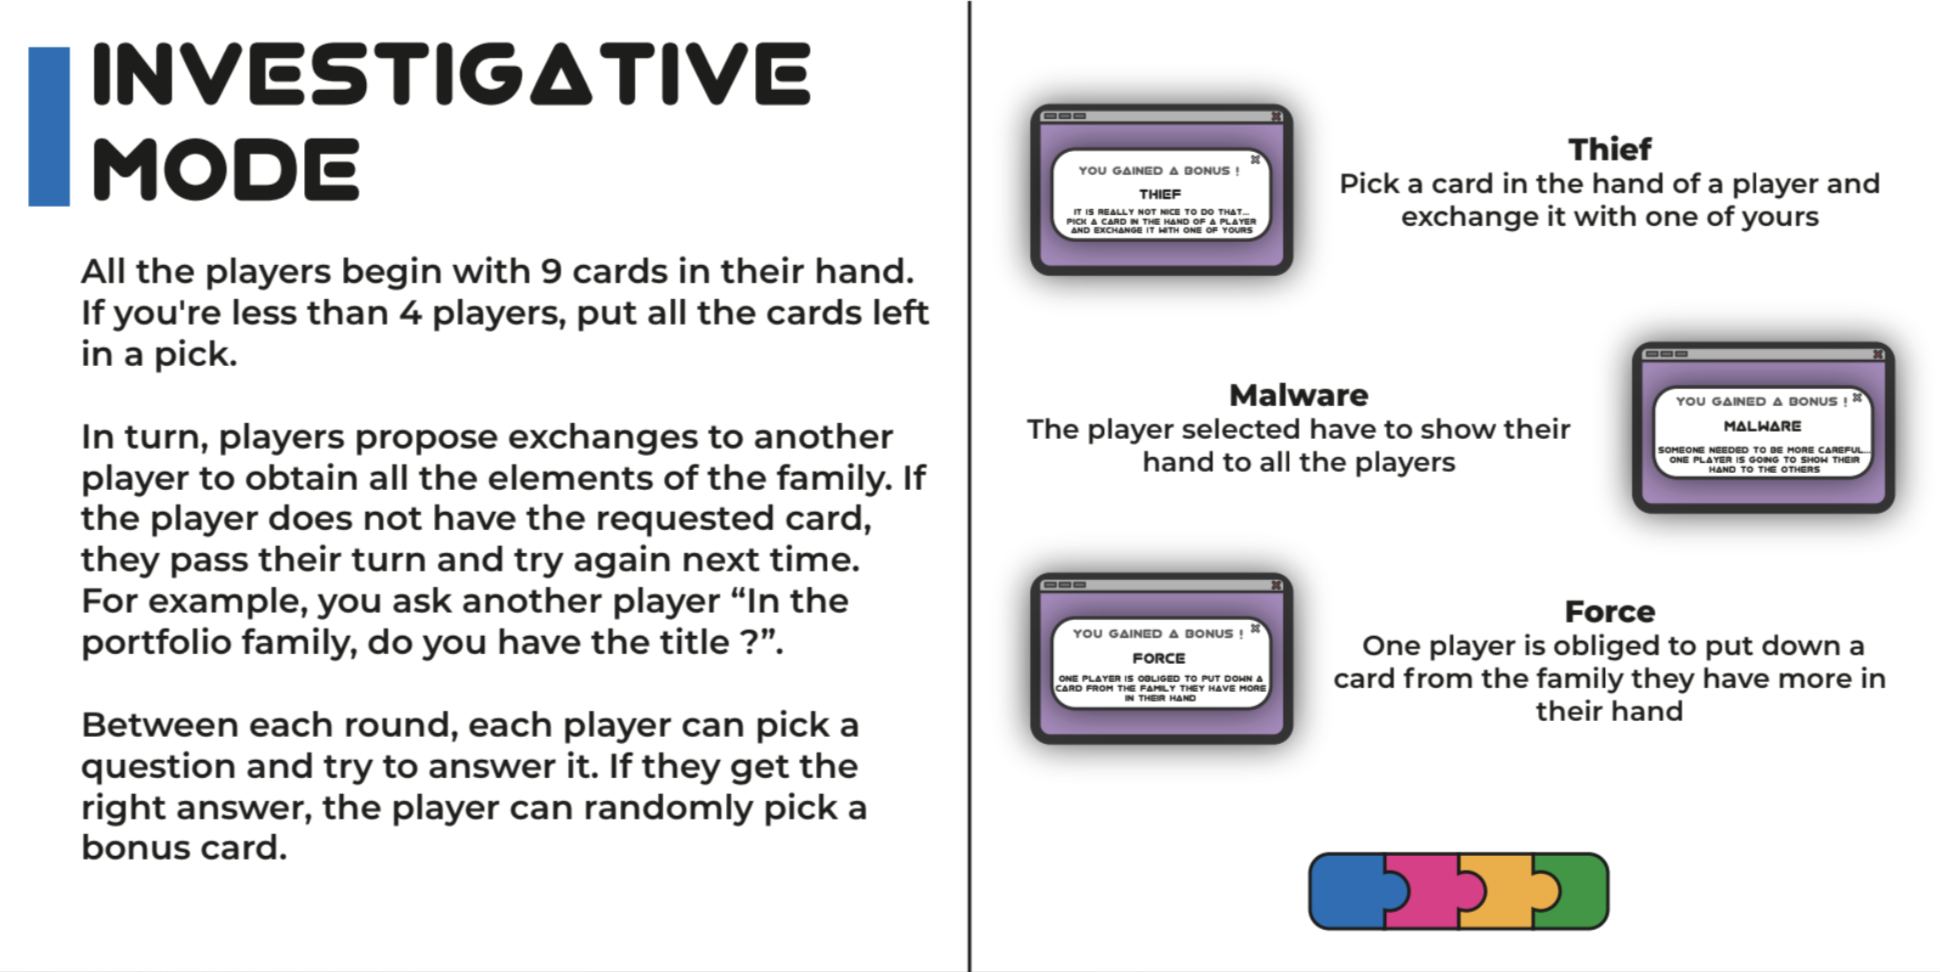 INVESTIGATIVE
MODE
All the players begin with 9 cards in their hand.
If you're less than 4 players, put all the cards left
in a pick.
In turn, players propose exchanges to another
player to obtain all the elements of the family. If
the player does not have the requested card,
they pass their turn and try again next time.
For example, you ask another player “In the
portfolio family, do you have the title ?”.
Between each round, each player can pick a
question and try to answer it. If they get the
right answer, the player can randomly pick a
bonus card.
YOU GAINED A BONUS !
THIEF
IT IS REALLY NOT NICE TO DO THAT...
PICK A CARD IN THE HAND OF A PLAYER
AND EXCHANGE IT WITH ONE OF YOURS
Thief
Pick a card in the hand of a player and
exchange it with one of yours
Malware
The player selected have to show their
hand to all the players
YOU GAINED A BONUS !
MALWARE
SOMEONE NEEDED TO BE MORE CAREFUL...
ONE PLAYER IS GOING TO SHOW THEIR
HAND TO THE OTHERS
YOU GAINED A BONUS !
FORCE
ONE PLAYER IS OBLIGED TO PUT DOWN A
CARD FROM THE FAMILY THEY HAVE MORE
IN THEIR HAND
Force
One player is obliged to put down a
card from the family they have more in
their hand